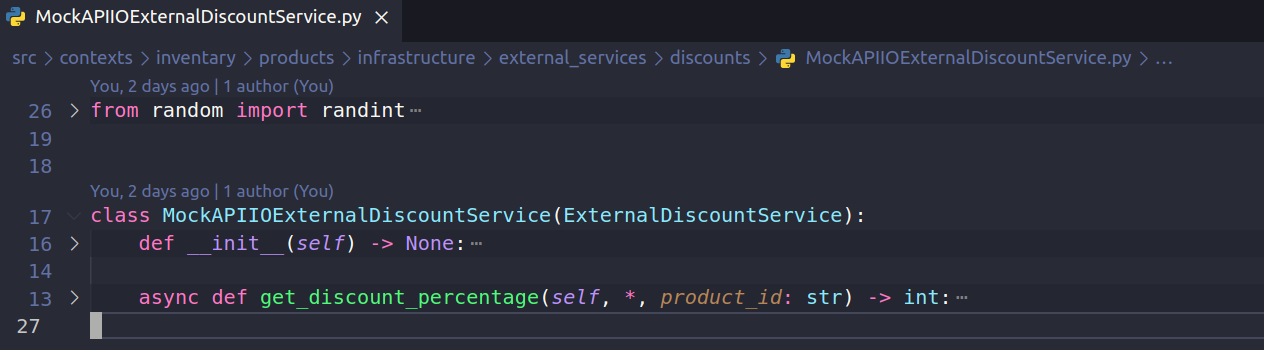 MockAPIIOExternalDiscountService.py
src > contexts > inventary > products > infrastructure > external_services > discounts > MockAPIIOExternalDiscountService.py > ...
You, 2 days ago | 1 author (You)
26 > from random import randint ⋯
19
18
You, 2 days ago | 1 author (You)
17 class MockAPIIOExternalDiscountService(ExternalDiscountService):
16 > def __init__(self) -> None: ⋯
14
13 > async def get_discount_percentage(self, *, product_id: str) -> int: ⋯
27